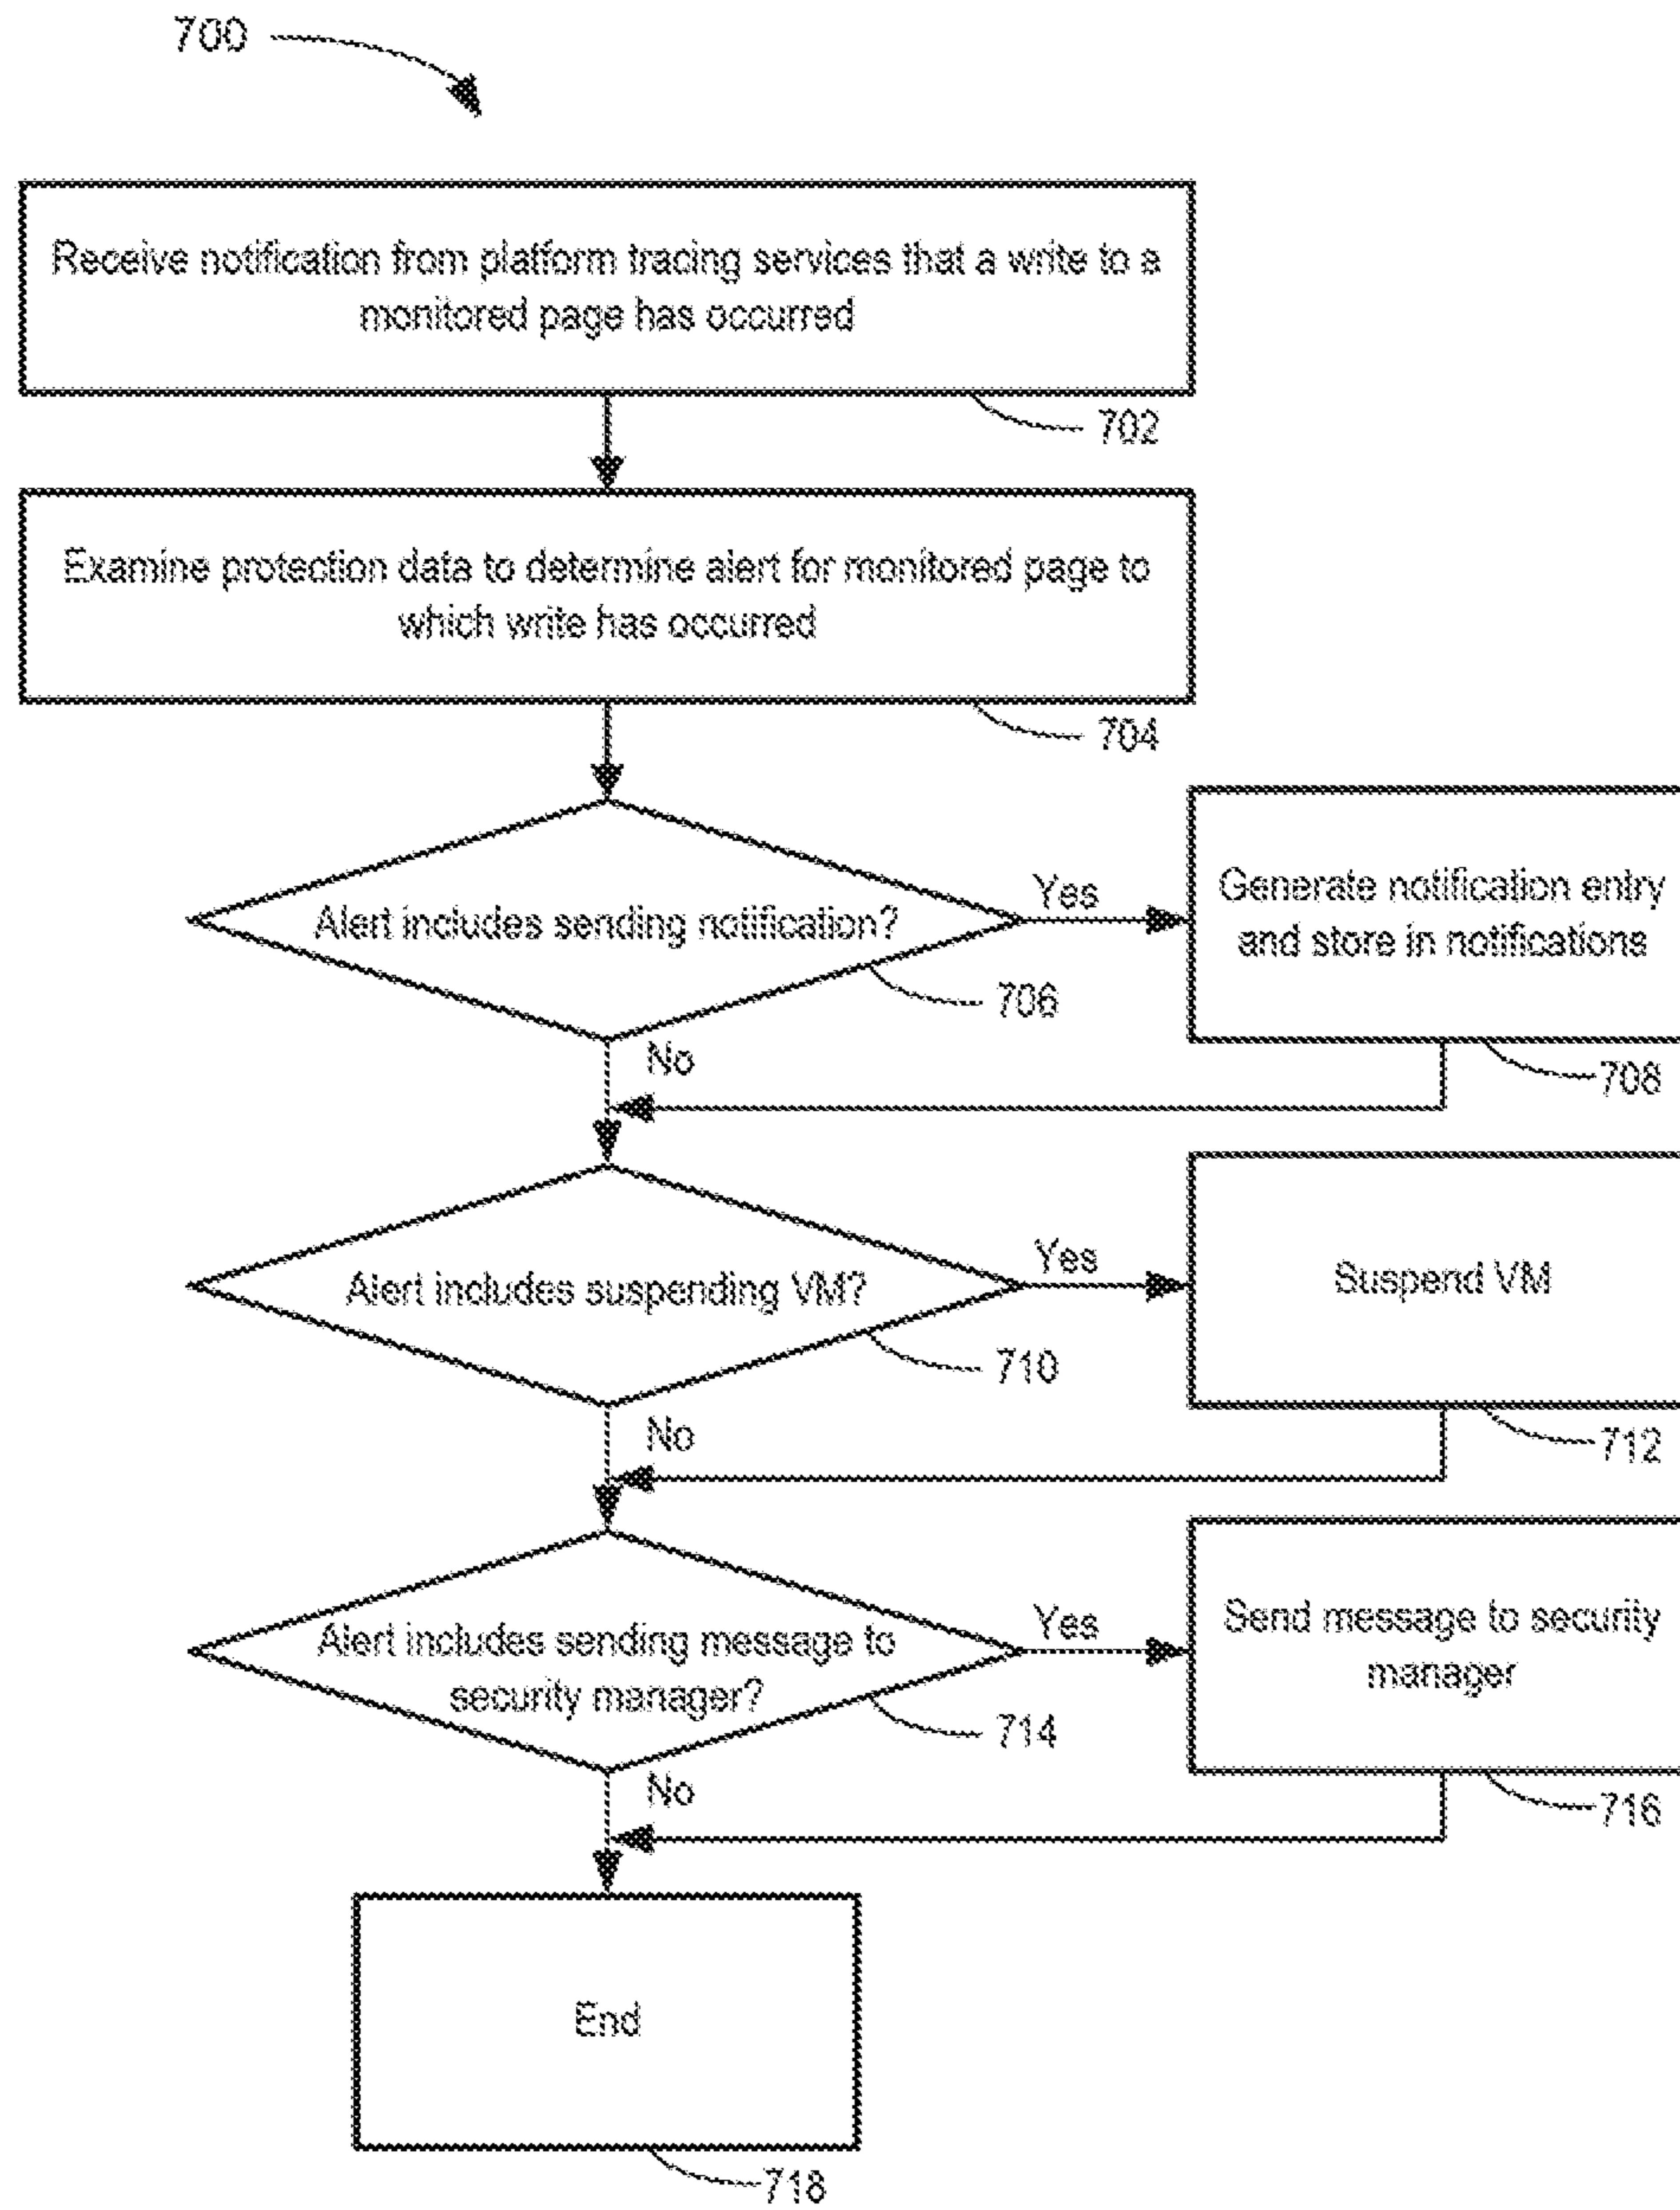 700
Receive notification from platform tracing services that a write to a
monitored page has occurred
702
Examine protection data to determine alert for monitored page to
which write has occurred
704
Alert includes sending notification?
706
Yes
Generate notification entry
and store in notifications
708
No
Alert includes suspending VM?
710
Yes
Suspend VM
712
No
Alert includes sending message to
security manager?
714
Yes
Send message to security
manager
716
No
End
718